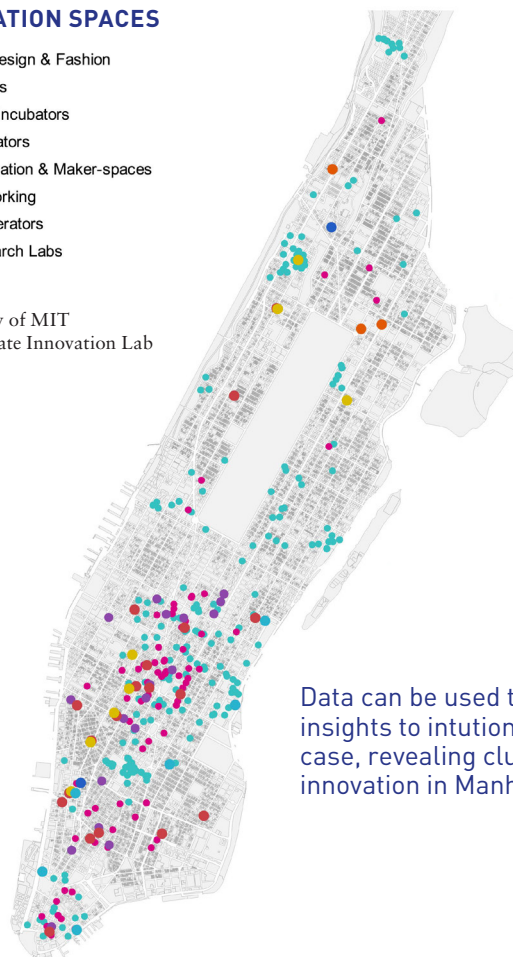 ATION SPACES
esign & Fashion
s
ncubators
ators
ation & Maker-spaces
orking
erators
arch Labs
y of MIT
ate Innovation Lab
Data can be used t
insights to intution
case, revealing clu
innovation in Manh